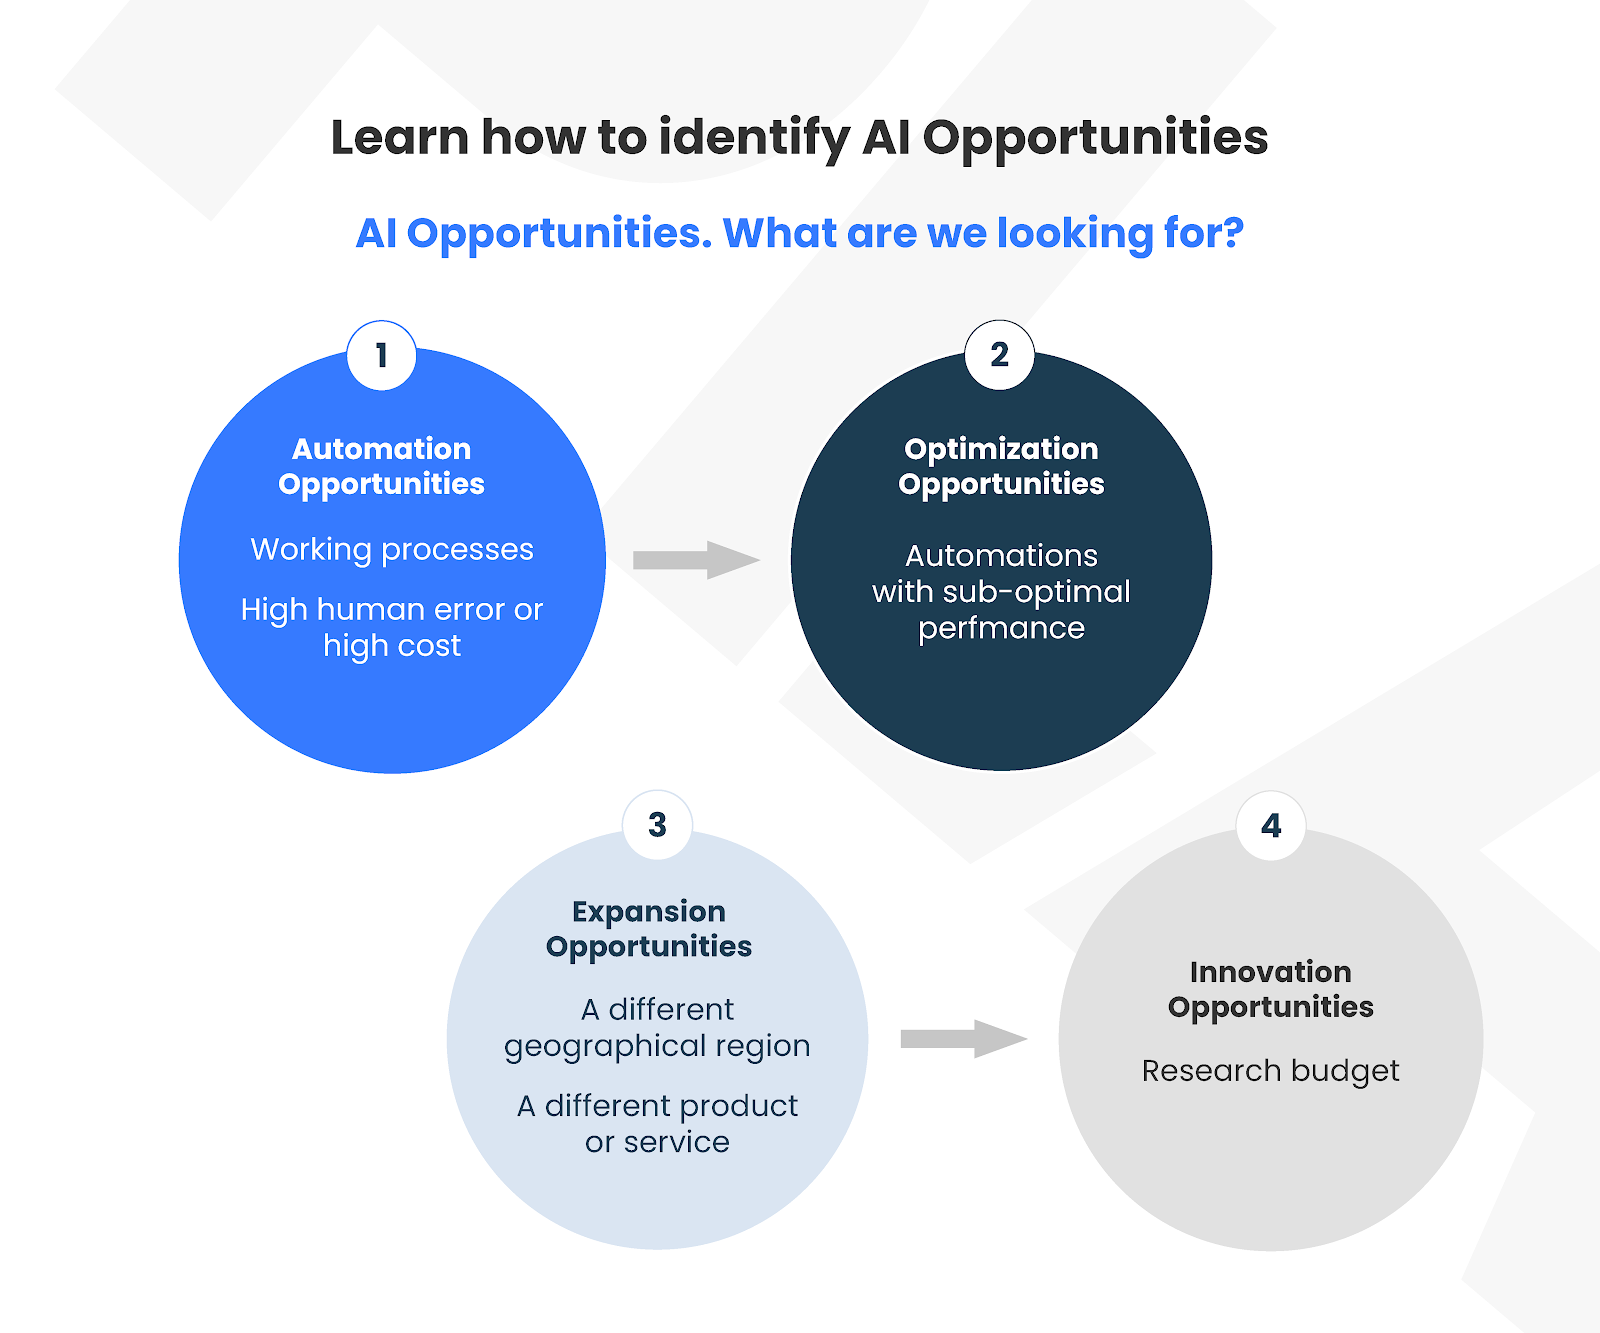 Learn how to identify AI Opportunities
AI Opportunities. What are we looking for?
1
Automation
Opportunities
Working processes
High human error or
high cost
2
Optimization
Opportunities
Automations
with sub-optimal
perfmance
3
Expansion
Opportunities
A different
geographical region
A different product
or service
4
Innovation
Opportunities
Research budget